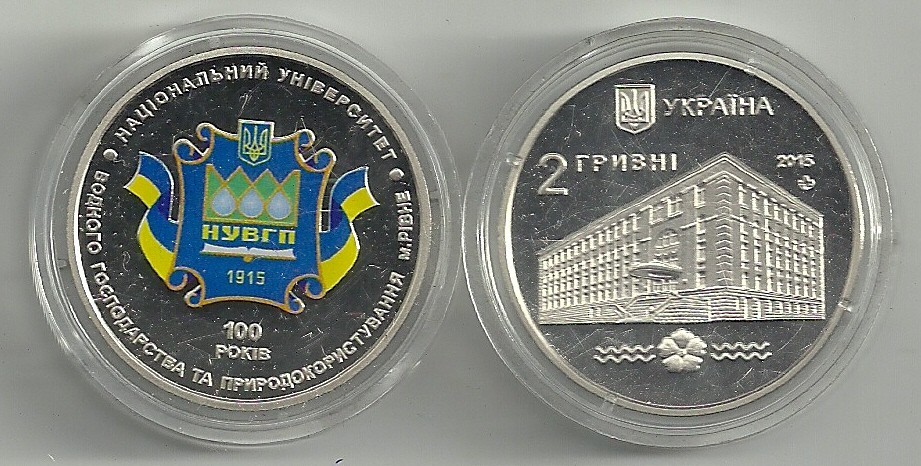 НАЦІОНАЛЬНИЙ УНІВЕРСИТЕТ
ВОДНОГО ГОСПОДАРСТВА ТА ПРИРОДОКОРИСТУВАННЯ м.РІВНЕ
НУВГП
1915
100
РОКІВ
УКРАЇНА
2 ГРИВНІ
2015